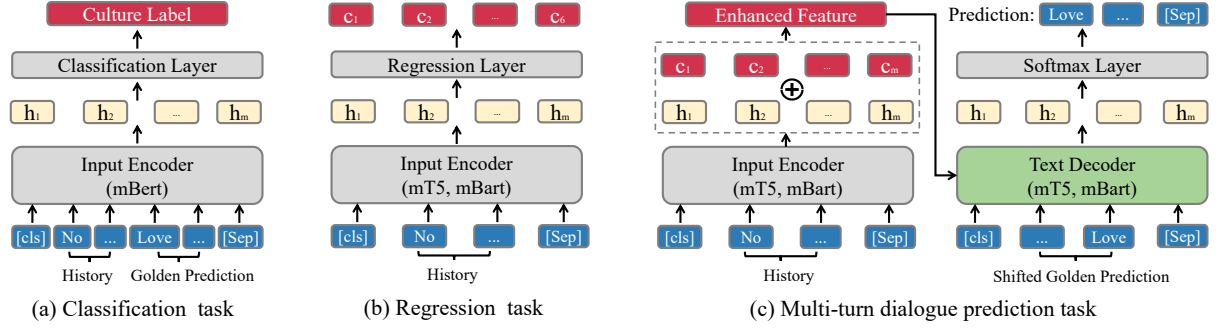 Culture Label
Classification Layer
h1 h2 ... hm
Input Encoder
(mBert)
[cls] No ... Love ... [Sep]
History Golden Prediction
(a) Classification task
c1 c2 ... c6
Regression Layer
h1 h2 ... hm
Input Encoder
(mT5, mBart)
[cls] No ... [Sep]
History
(b) Regression task
Enhanced Feature
c1 c2 ... cm
h1 h2 ... hm
Input Encoder
(mT5, mBart)
[cls] No ... [Sep]
History
Prediction: Love ... [Sep]
Softmax Layer
h1 h2 ... hm
Text Decoder
(mT5, mBart)
[cls] ... Love [Sep]
Shifted Golden Prediction
(c) Multi-turn dialogue prediction task